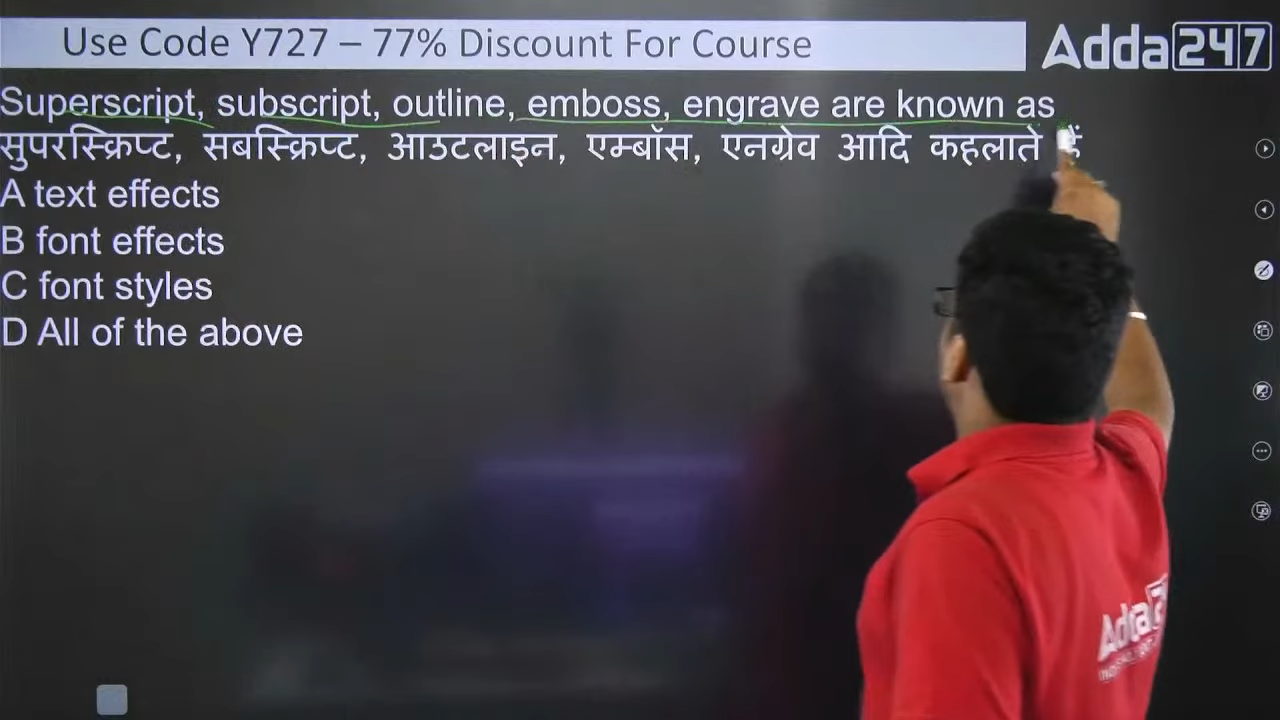 Use Code Y727 – 77% Discount For Course
Adda247
Superscript, subscript, outline, emboss, engrave are known as
सुपरस्क्रिप्ट, सबस्क्रिप्ट, आउटलाइन, एम्बॉस, एनग्रेव आदि कहलाते हैं
A text effects
B font effects
C font styles
D All of the above